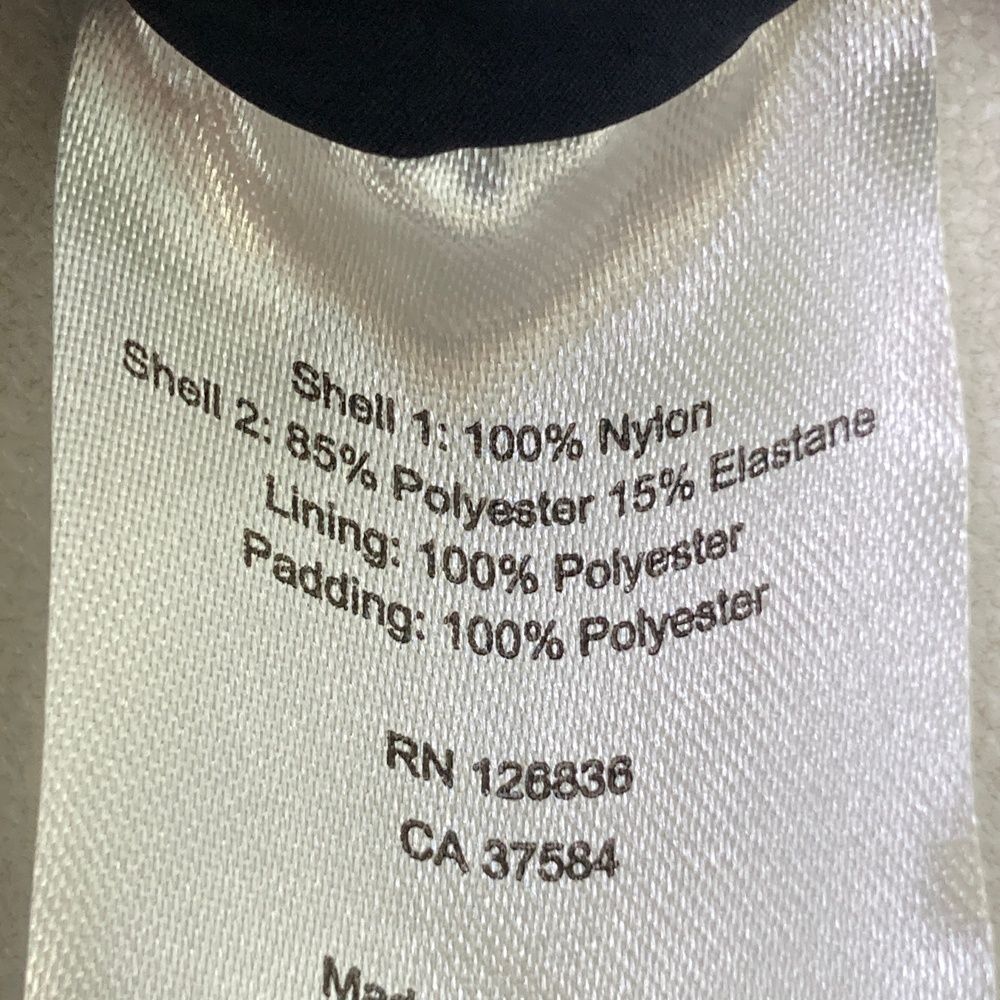 Shell 1: 100% Nylon
Shell 2: 85% Polyester 15% Elastane
Lining: 100% Polyester
Padding: 100% Polyester
RN 126836
CA 37584